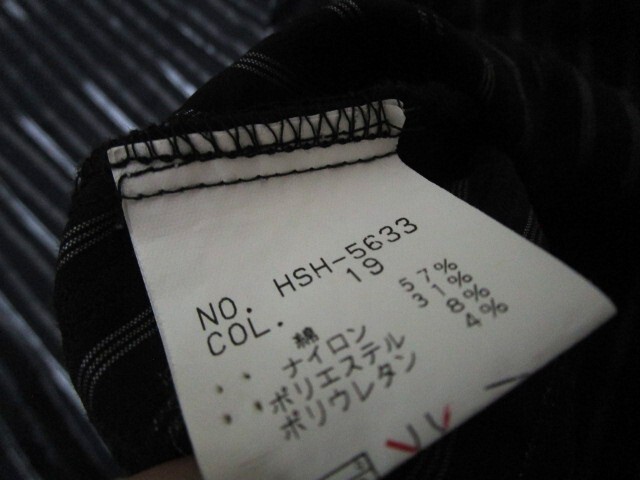 NO. HSH-5633
COL. 19
綿 57%
ナイロン 31%
ポリエステル 8%
ポリウレタン 4%